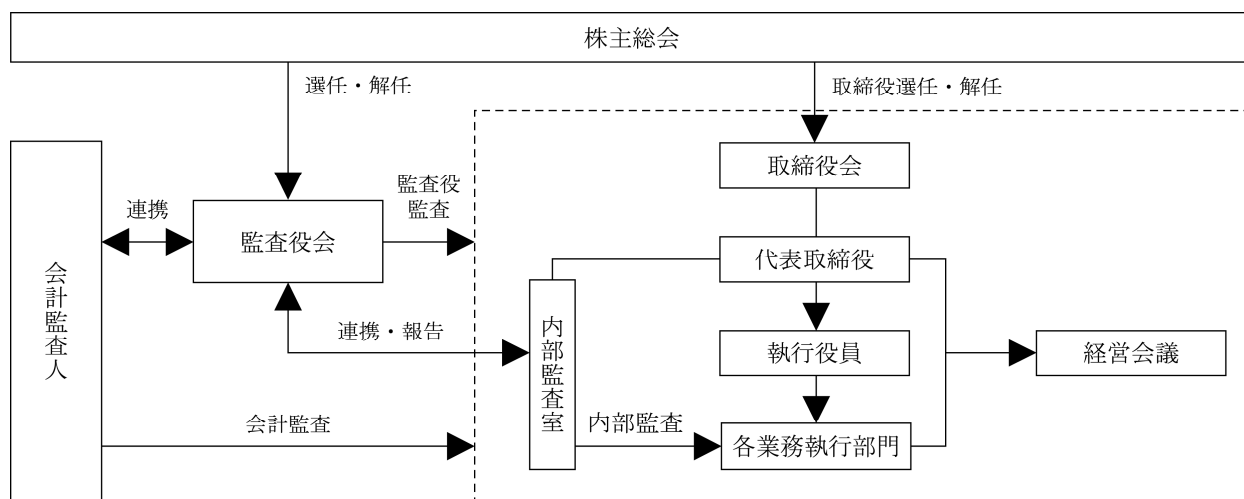 株主総会
選任・解任
取締役選任・解任
取締役会
監査役
監査
連携
監査役会
代表取締役
会計監査人
内部監査室
連携・報告
執行役員
経営会議
会計監査
内部監査
各業務執行部門